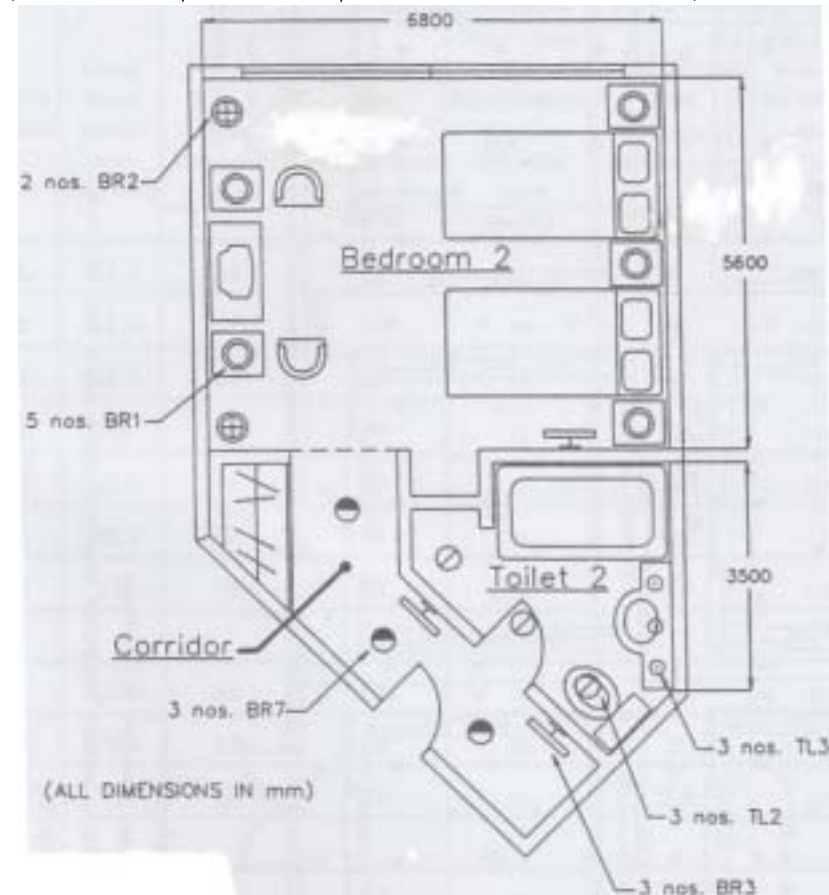 6800
2 nos. BR2
Bedroom 2
5600
5 nos. BR1
Toilet 2
3500
Corridor
3 nos. BR7
3 nos. TL3
(ALL DIMENSIONS IN mm)
3 nos. TL2
3 nos. BR3